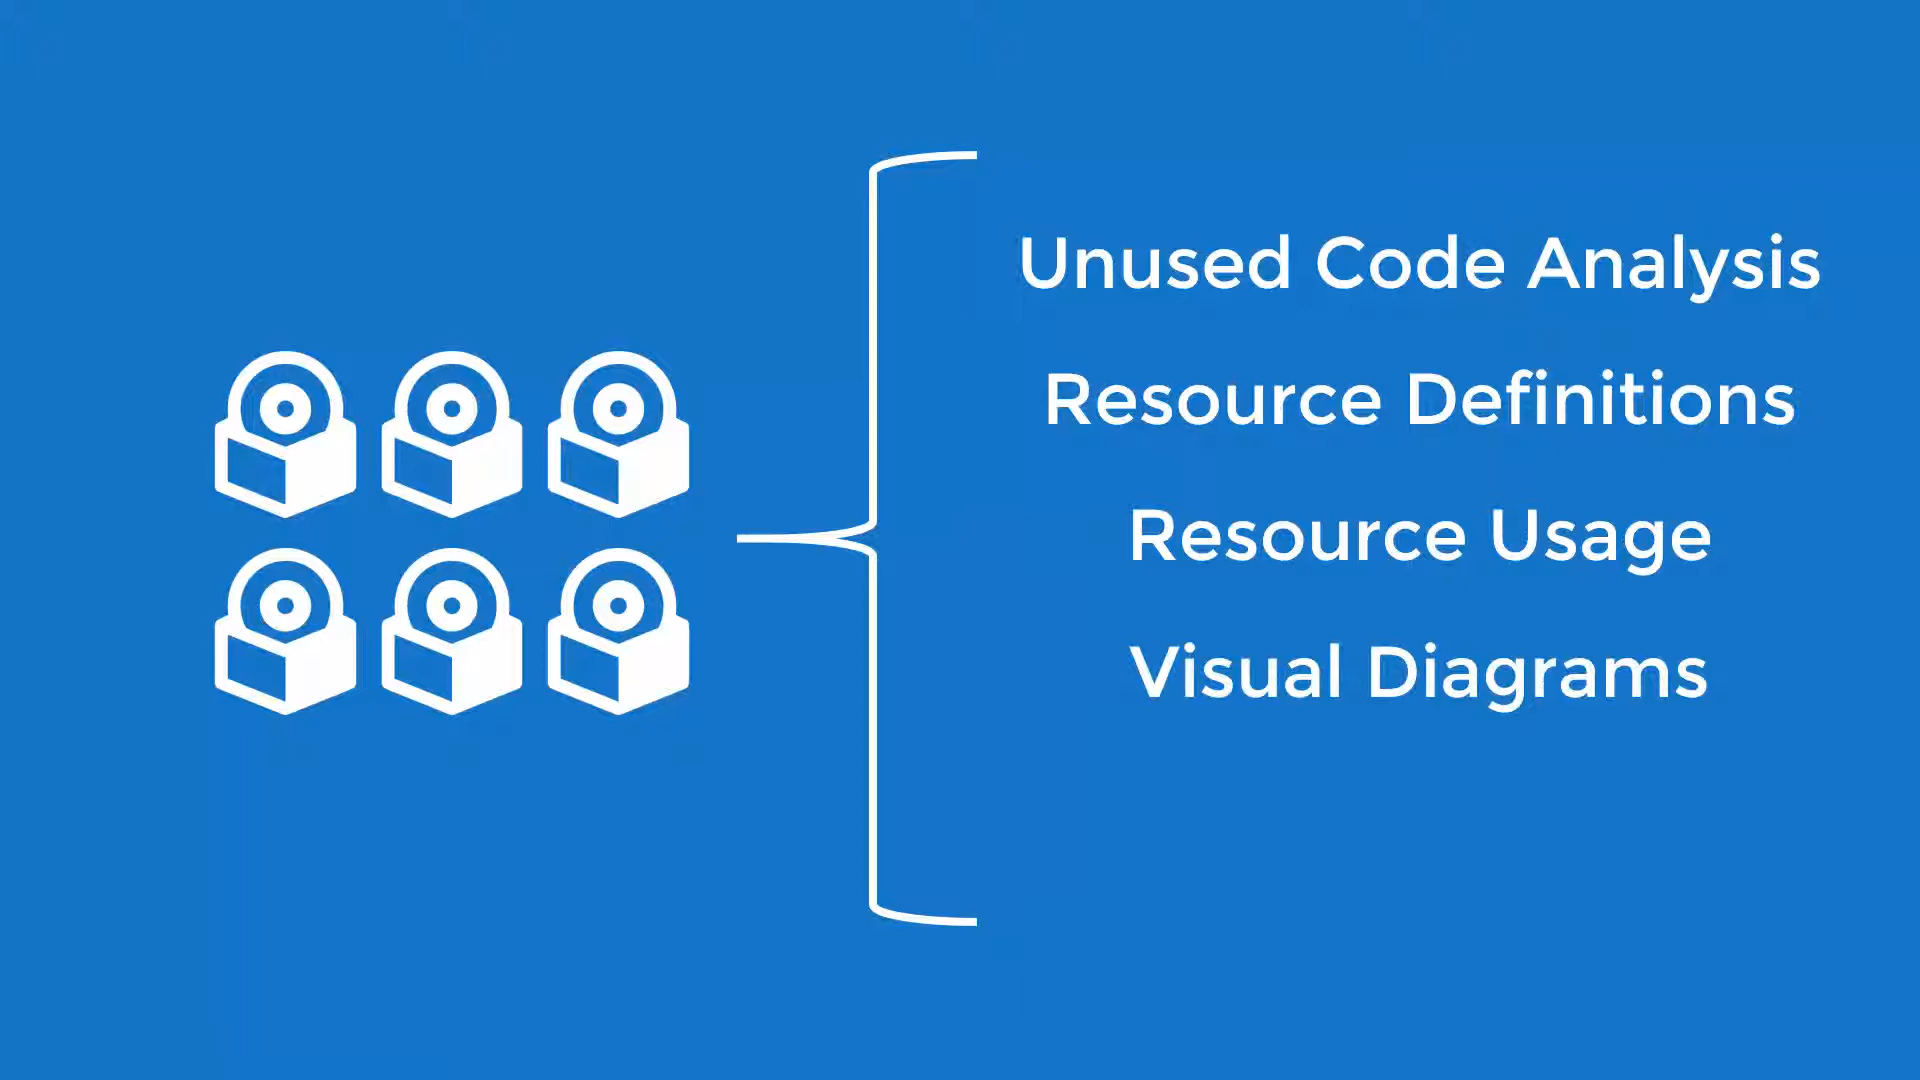 Unused Code Analysis
Resource Definitions
Resource Usage
Visual Diagrams